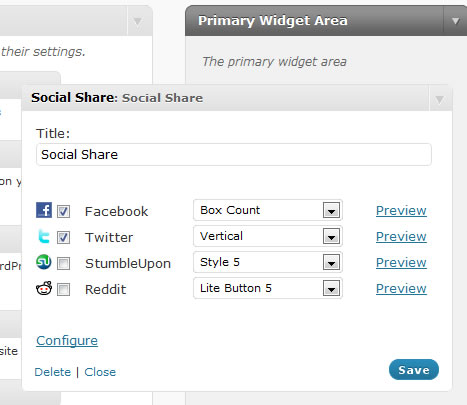 Primary Widget Area
their settings.
The primary widget area
Social Share: Social Share
Title:
Social Share
on y
Facebook Box Count Preview
Twitter Vertical Preview
StumbleUpon Style 5 Preview
rdPr
Reddit Lite Button 5 Preview
Configure
site
Delete | Close Save